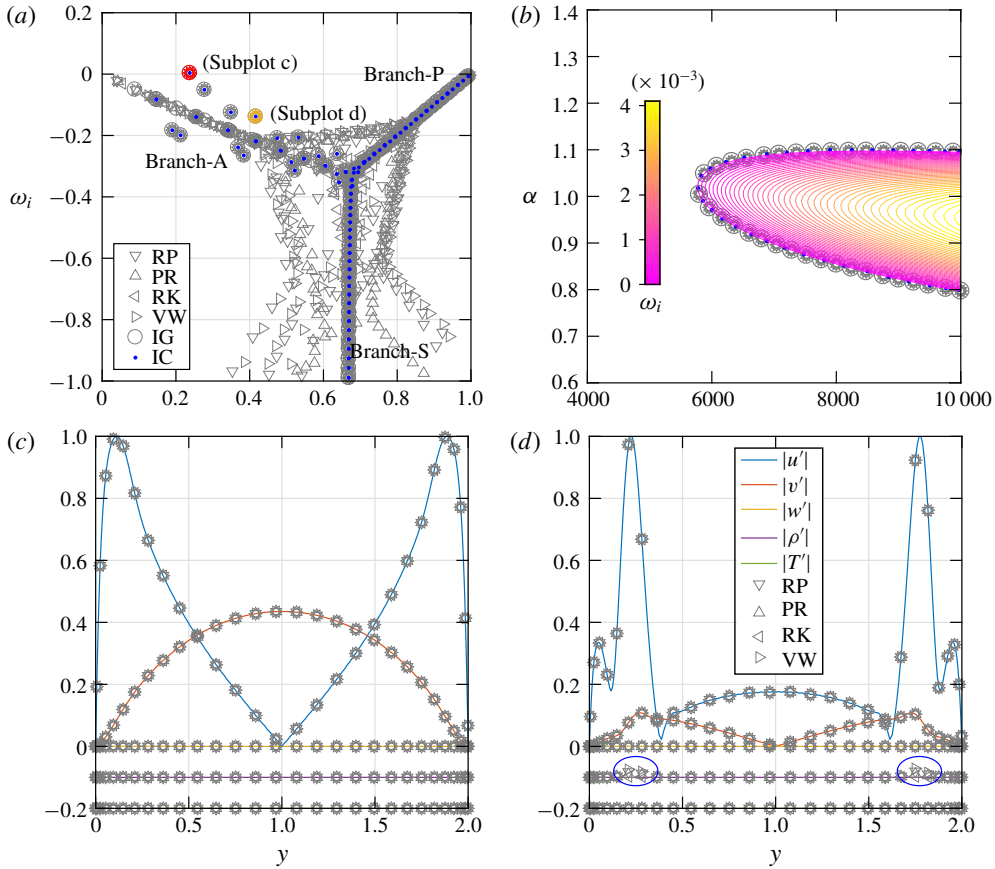 (a)
0
−0.2
−0.4
−0.6
−0.8
−1.0
ω_i
(Subplot c)
(Subplot d)
Branch-P
Branch-A
Branch-S
RP
PR
RK
VW
IG
IC
0
0.2
0.4
0.6
0.8
1.0
(b)
1.4
1.3
1.2
1.1
1.0
0.9
0.8
0.7
0.6
α
(× 10⁻³)
4
3
2
1
0
ω_i
4000
6000
8000
10 000
(c)
1.0
0.8
0.6
0.4
0.2
0
−0.2
0
0.5
1.0
1.5
2.0
y
(d)
1.0
0.8
0.6
0.4
0.2
0
−0.2
|u′|
|v′|
|w′|
|ρ′|
|T′|
RP
PR
RK
VW
0
0.5
1.0
1.5
2.0
y